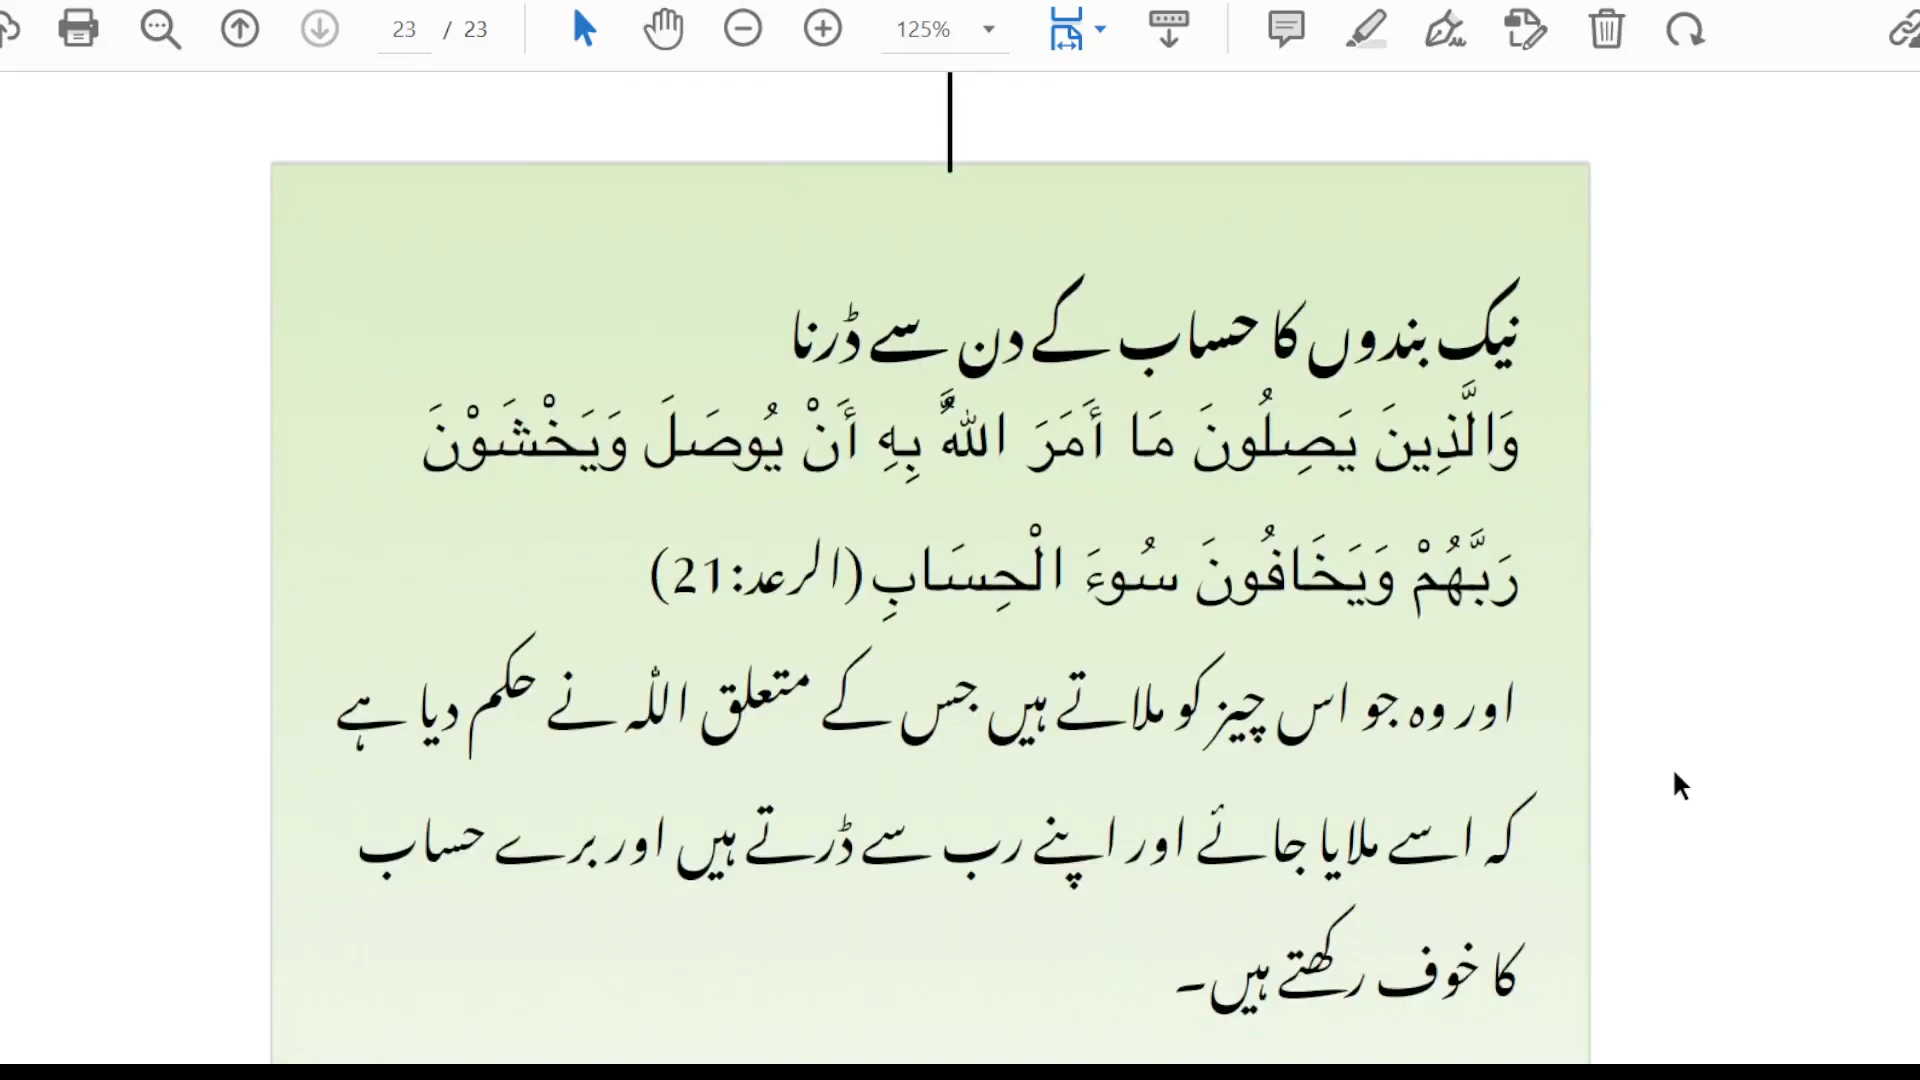 23 / 23 125%
نیک بندوں کا حساب کے دن سے ڈرنا
وَالَّذِينَ يَصِلُونَ مَا أَمَرَ اللَّهُ بِهِ أَنْ يُوصَلَ وَيَخْشَوْنَ
رَبَّهُمْ وَيَخَافُونَ سُوءَ الْحِسَابِ (الرعد:21)
اور وہ جو اس چیز کو ملاتے ہیں جس کے متعلق اللہ نے حکم دیا ہے
کہ اسے ملایا جائے اور اپنے رب سے ڈرتے ہیں اور برے حساب
کا خوف رکھتے ہیں۔